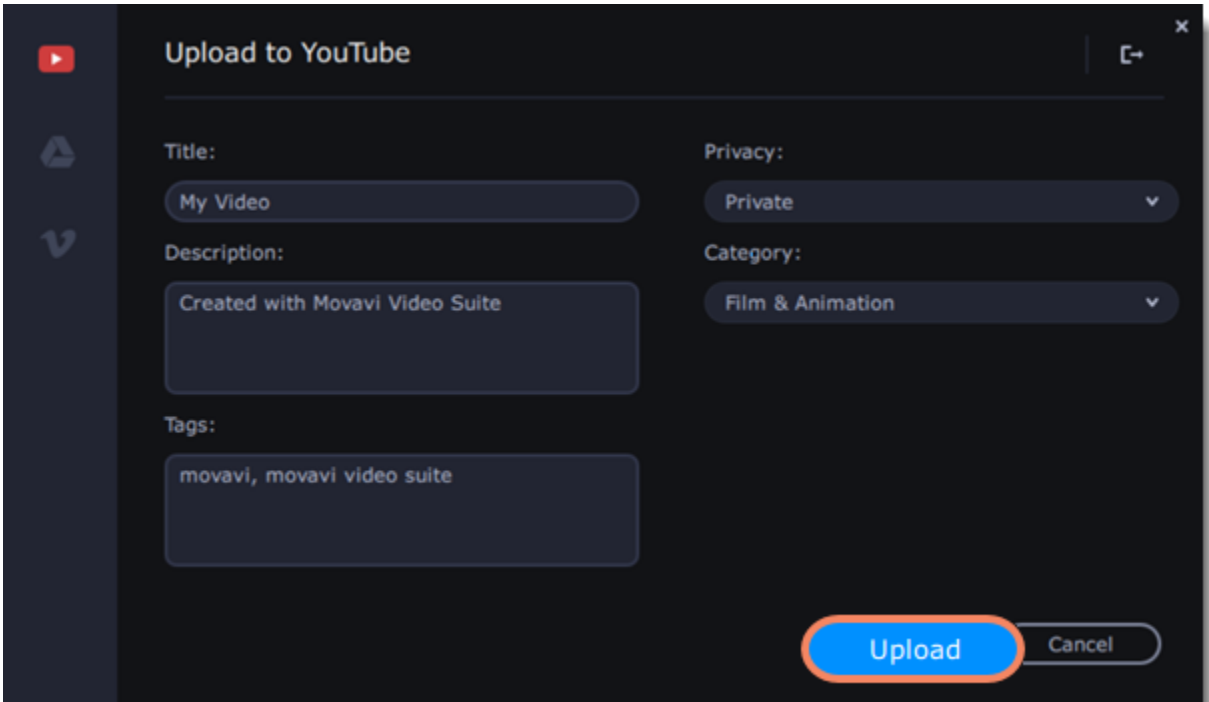 Upload to YouTube
Title:
My Video
Description:
Created with Movavi Video Suite
Tags:
movavi, movavi video suite
Privacy:
Private
Category:
Film & Animation
Upload
Cancel